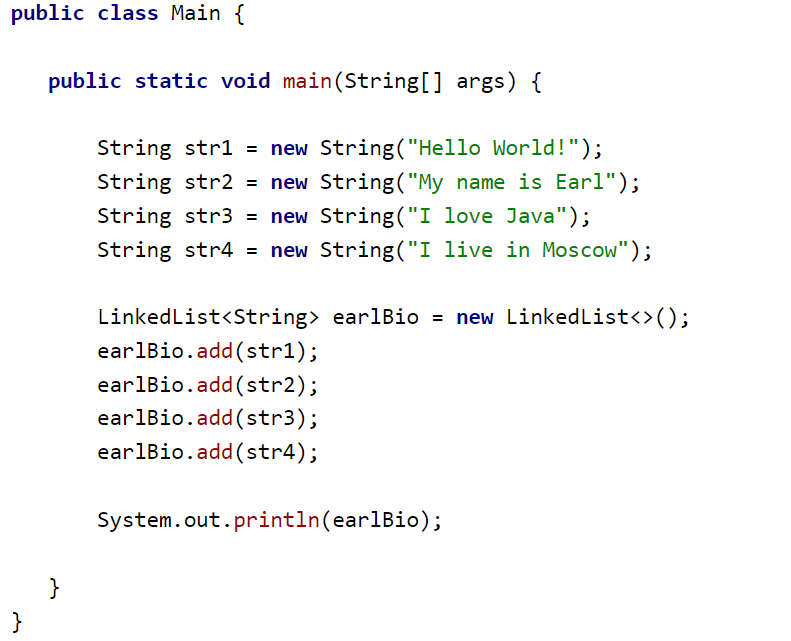 public class Main {
public static void main(String[] args) {
String str1 = new String("Hello World!");
String str2 = new String("My name is Earl");
String str3 = new String("I love Java");
String str4 = new String("I live in Moscow");
LinkedList<String> earlBio = new LinkedList<>();
earlBio.add(str1);
earlBio.add(str2);
earlBio.add(str3);
earlBio.add(str4);
System.out.println(earlBio);
}
}